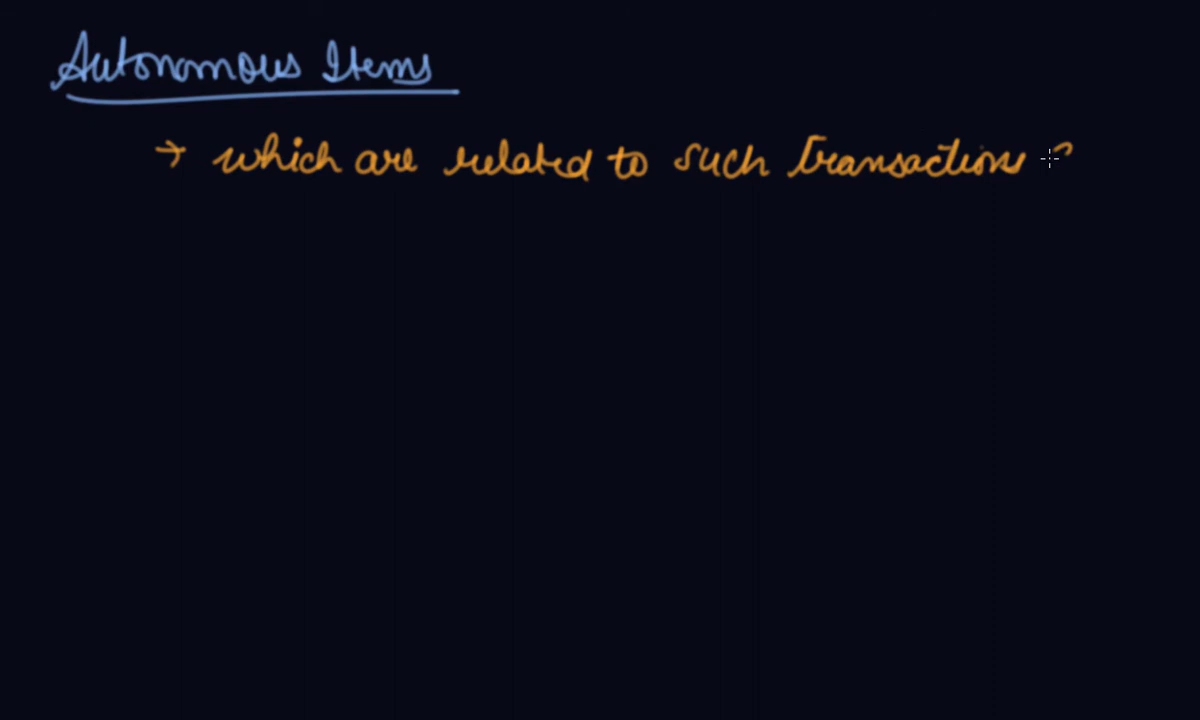 Autonomous Items
→ which are related to such transactions